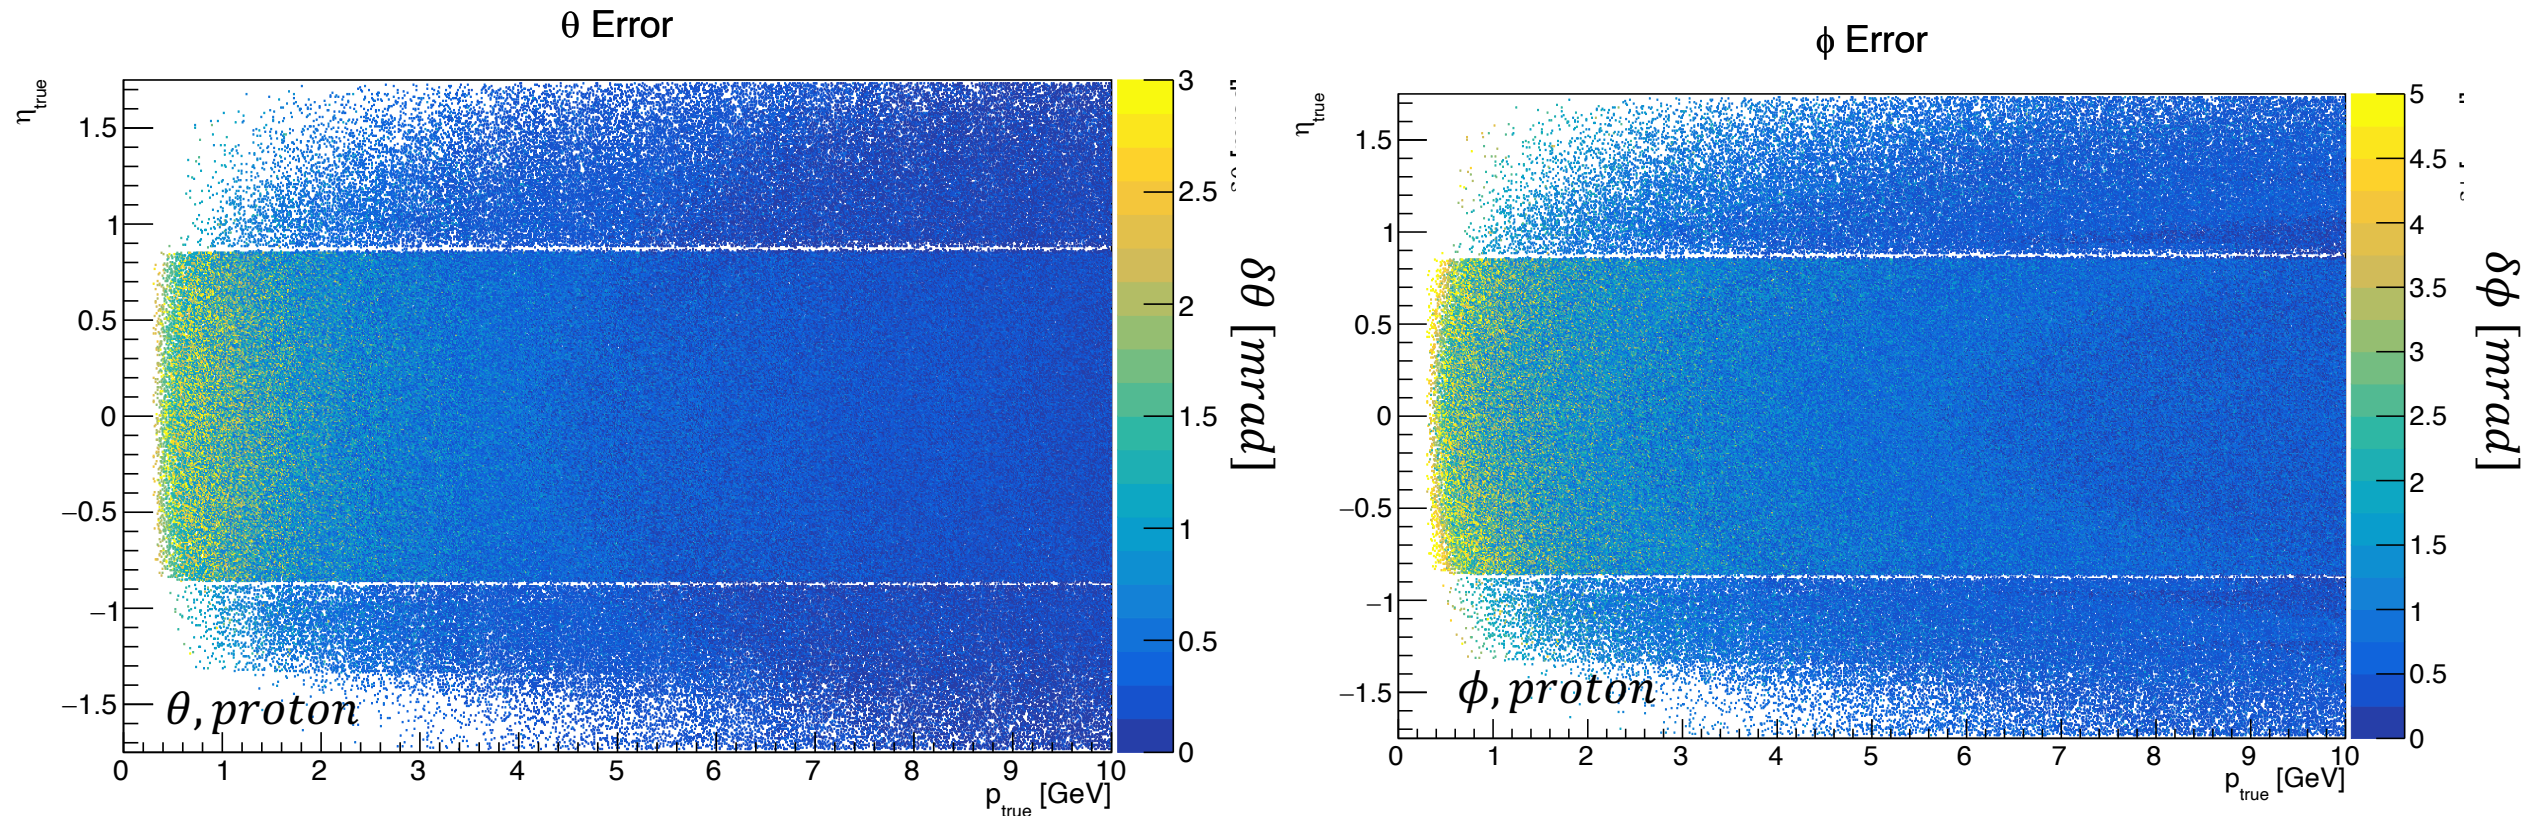 θ Error
η_true
1.5
1
0.5
0
−0.5
−1
−1.5
θ, proton
0 1 2 3 4 5 6 7 8 9 10
p_true [GeV]
3
2.5
2
1.5
1
0.5
0
δθ [mrad]
ϕ Error
η_true
1.5
1
0.5
0
−0.5
−1
−1.5
ϕ, proton
0 1 2 3 4 5 6 7 8 9 10
p_true [GeV]
5
4.5
4
3.5
3
2.5
2
1.5
1
0.5
0
δϕ [mrad]